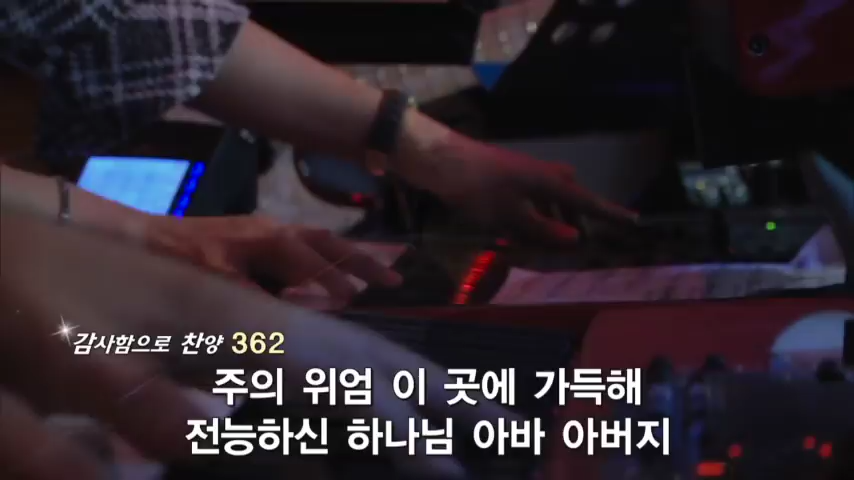 감사함으로 찬양 362
주의 위엄 이 곳에 가득해
전능하신 하나님 아바 아버지